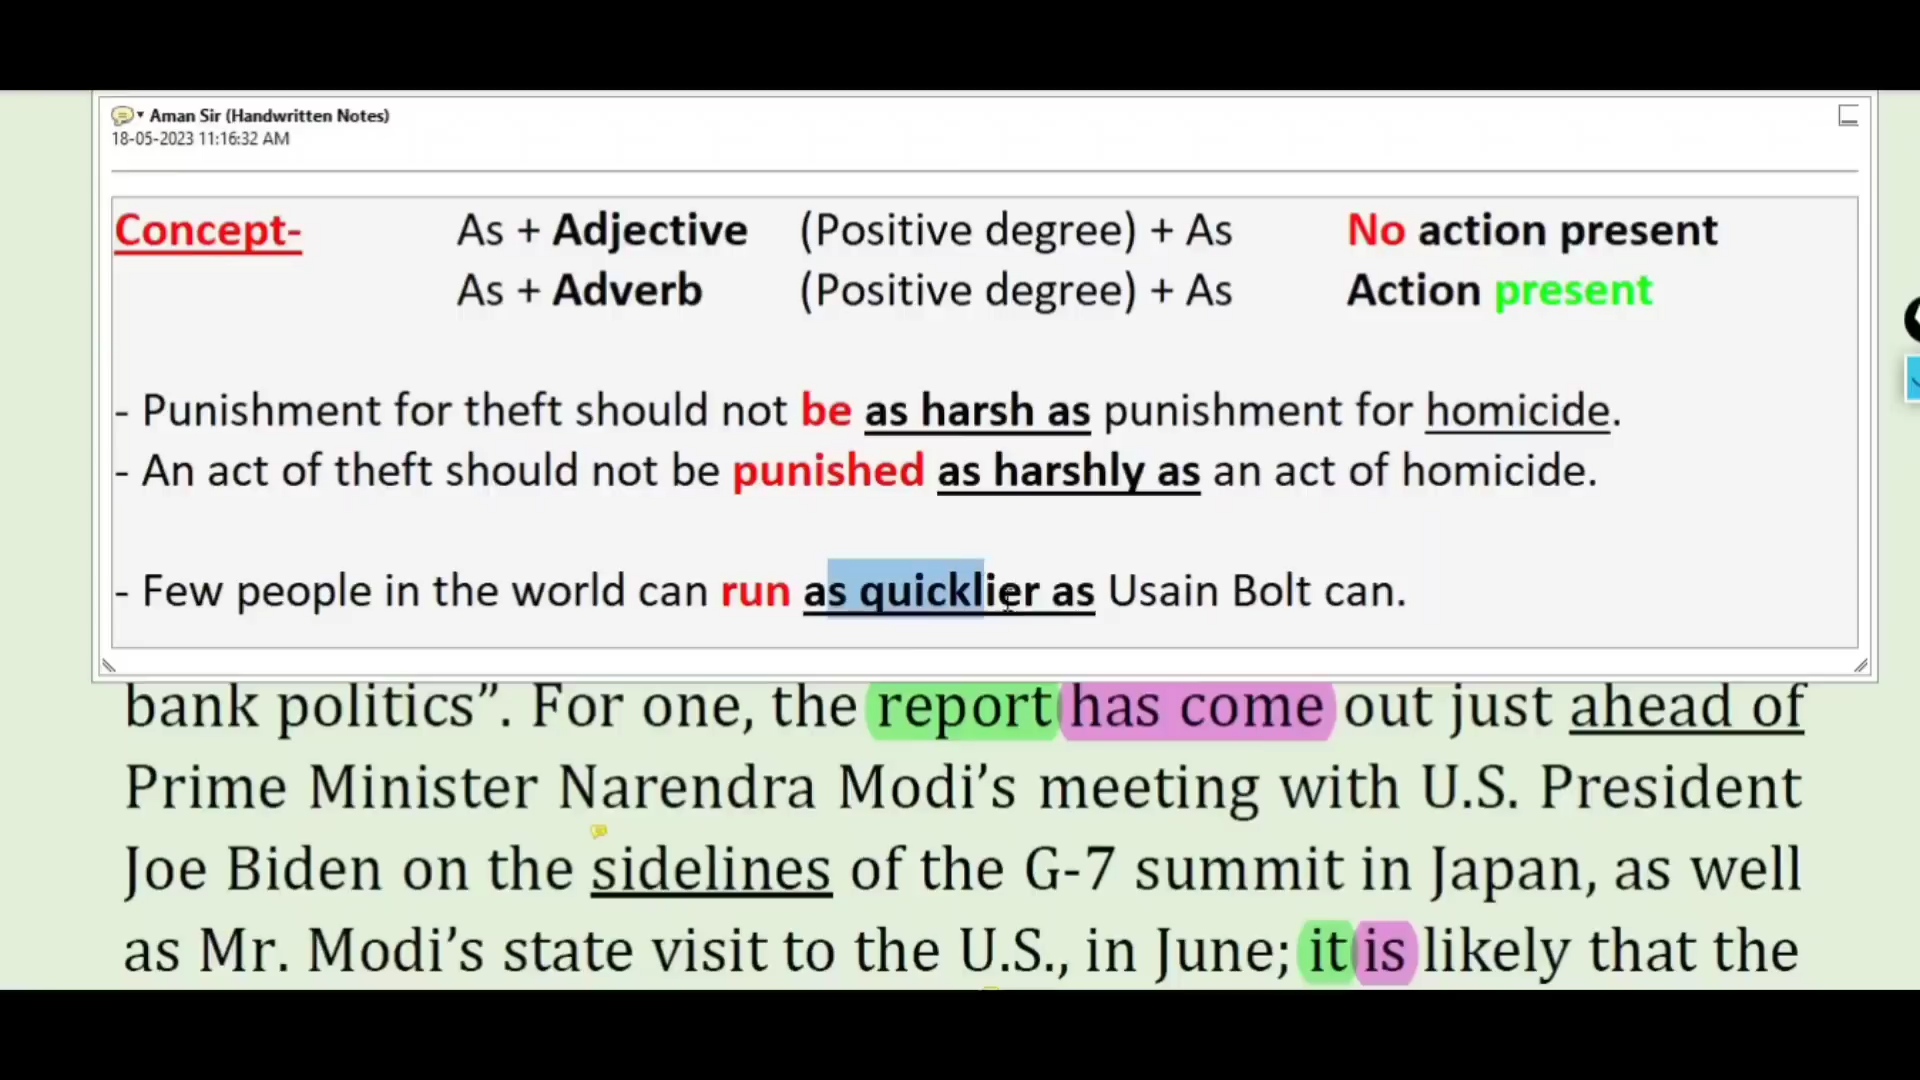 Aman Sir (Handwritten Notes)
18-05-2023 11:16:32 AM
Concept- As + Adjective (Positive degree) + As No action present
As + Adverb (Positive degree) + As Action present
- Punishment for theft should not be as harsh as punishment for homicide.
- An act of theft should not be punished as harshly as an act of homicide.
- Few people in the world can run as quicklier as Usain Bolt can.
bank politics”. For one, the report has come out just ahead of
Prime Minister Narendra Modi’s meeting with U.S. President
Joe Biden on the sidelines of the G-7 summit in Japan, as well
as Mr. Modi’s state visit to the U.S., in June; it is likely that the